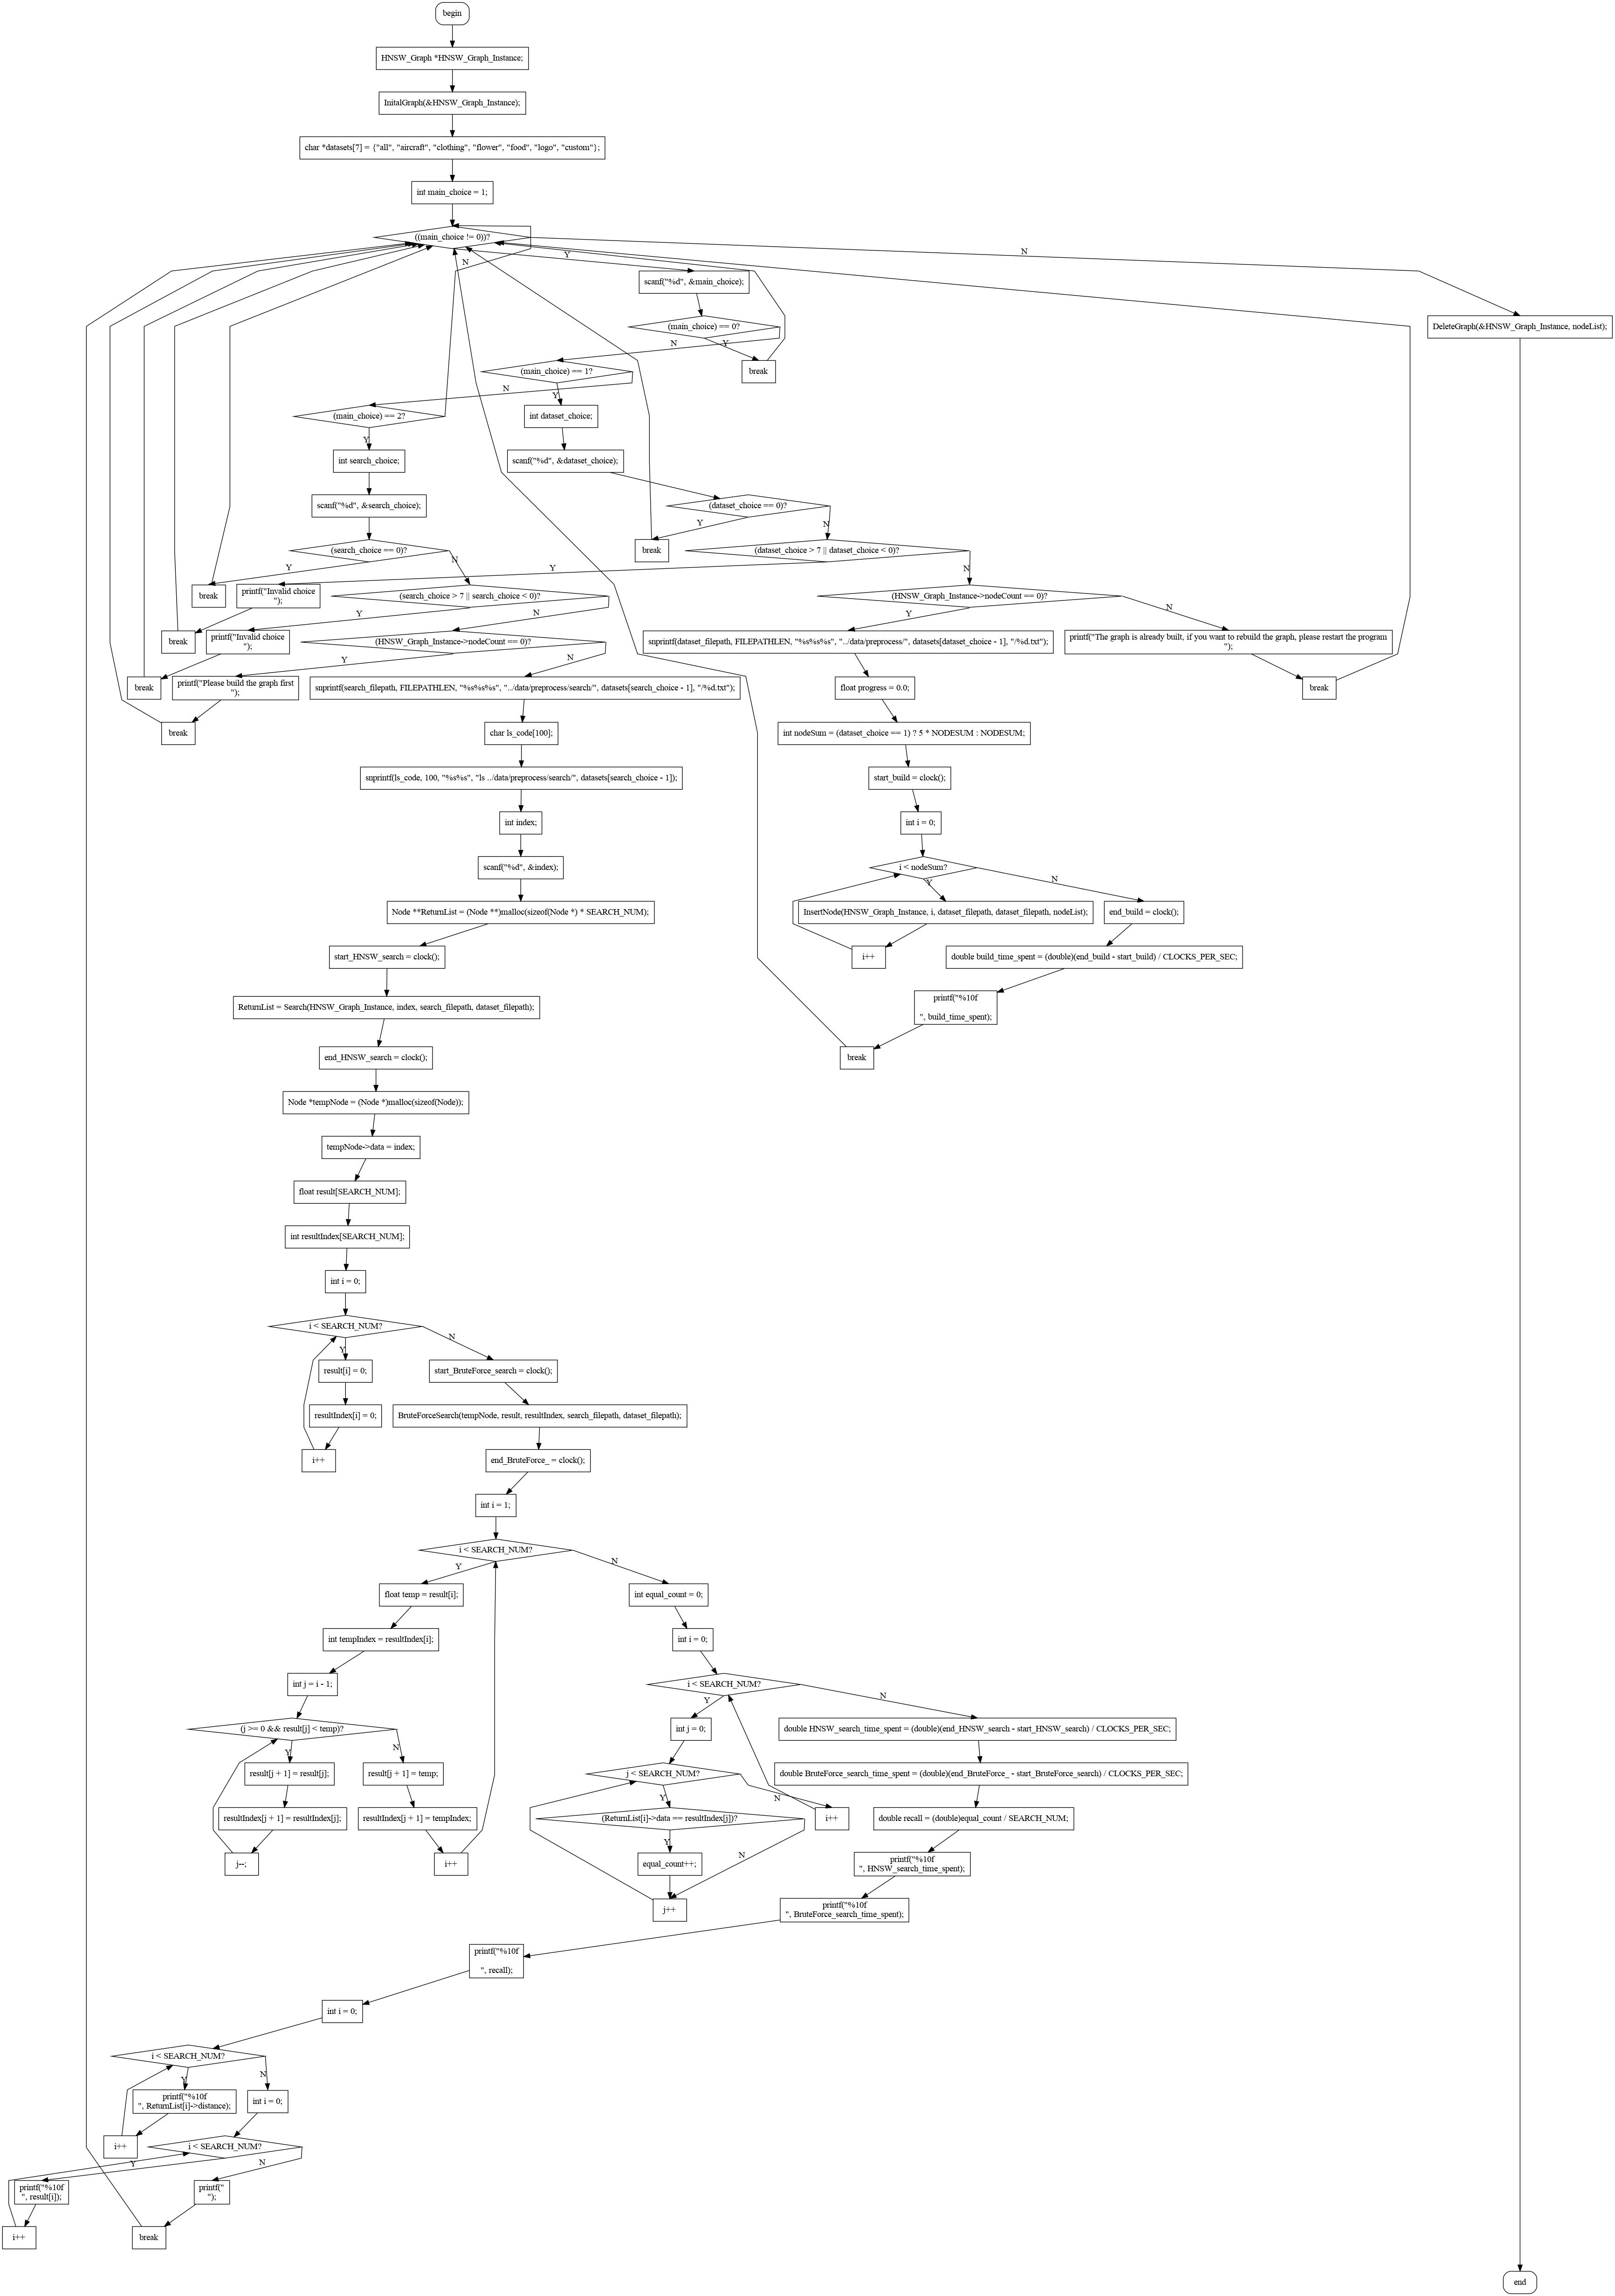 begin
HNSW_Graph *HNSW_Graph_Instance;
InitalGraph(&HNSW_Graph_Instance);
char *datasets[7] = {"all", "aircraft", "clothing", "flower", "food", "logo", "custom"};
int main_choice = 1;
((main_choice != 0))?
N
Y
N
scanf("%d", &main_choice);
(main_choice) == 0?
DeleteGraph(&HNSW_Graph_Instance, nodeList);
N
Y
(main_choice) == 1?
break
N
Y
(main_choice) == 2?
int dataset_choice;
Y
int search_choice;
scanf("%d", &dataset_choice);
scanf("%d", &search_choice);
(dataset_choice == 0)?
Y
N
(search_choice == 0)?
break
(dataset_choice > 7 || dataset_choice < 0)?
Y
N
Y
N
break
printf("Invalid choice
");
(search_choice > 7 || search_choice < 0)?
(HNSW_Graph_Instance->nodeCount == 0)?
Y
N
Y
N
break
printf("Invalid choice
");
(HNSW_Graph_Instance->nodeCount == 0)?
snprintf(dataset_filepath, FILEPATHLEN, "%s%s%s", "../data/preprocess/", datasets[dataset_choice - 1], "/%d.txt");
printf("The graph is already built, if you want to rebuild the graph, please restart the program
");
Y
N
break
printf("Please build the graph first
");
snprintf(search_filepath, FILEPATHLEN, "%s%s%s", "../data/preprocess/search/", datasets[search_choice - 1], "/%d.txt");
float progress = 0.0;
break
break
char ls_code[100];
int nodeSum = (dataset_choice == 1) ? 5 * NODESUM : NODESUM;
snprintf(ls_code, 100, "%s%s", "ls ../data/preprocess/search/", datasets[search_choice - 1]);
start_build = clock();
int index;
int i = 0;
scanf("%d", &index);
i < nodeSum?
Y
N
Node **ReturnList = (Node **)malloc(sizeof(Node *) * SEARCH_NUM);
InsertNode(HNSW_Graph_Instance, i, dataset_filepath, dataset_filepath, nodeList);
end_build = clock();
start_HNSW_search = clock();
i++
double build_time_spent = (double)(end_build - start_build) / CLOCKS_PER_SEC;
ReturnList = Search(HNSW_Graph_Instance, index, search_filepath, dataset_filepath);
printf("%10f
", build_time_spent);
end_HNSW_search = clock();
break
Node *tempNode = (Node *)malloc(sizeof(Node));
tempNode->data = index;
float result[SEARCH_NUM];
int resultIndex[SEARCH_NUM];
int i = 0;
i < SEARCH_NUM?
Y
N
result[i] = 0;
start_BruteForce_search = clock();
resultIndex[i] = 0;
BruteForceSearch(tempNode, result, resultIndex, search_filepath, dataset_filepath);
i++
end_BruteForce_ = clock();
int i = 1;
i < SEARCH_NUM?
Y
N
float temp = result[i];
int equal_count = 0;
int tempIndex = resultIndex[i];
int i = 0;
int j = i - 1;
i < SEARCH_NUM?
Y
N
(j >= 0 && result[j] < temp)?
int j = 0;
double HNSW_search_time_spent = (double)(end_HNSW_search - start_HNSW_search) / CLOCKS_PER_SEC;
Y
N
result[j + 1] = result[j];
result[j + 1] = temp;
j < SEARCH_NUM?
double BruteForce_search_time_spent = (double)(end_BruteForce_ - start_BruteForce_search) / CLOCKS_PER_SEC;
Y
N
resultIndex[j + 1] = resultIndex[j];
resultIndex[j + 1] = tempIndex;
(ReturnList[i]->data == resultIndex[j])?
i++
double recall = (double)equal_count / SEARCH_NUM;
Y
N
j--;
i++
equal_count++;
printf("%10f
", HNSW_search_time_spent);
j++
printf("%10f
", BruteForce_search_time_spent);
printf("%10f
", recall);
int i = 0;
i < SEARCH_NUM?
Y
N
printf("%10f
", ReturnList[i]->distance);
int i = 0;
i++
i < SEARCH_NUM?
Y
N
printf("%10f
", result[i]);
printf("
");
i++
break
end